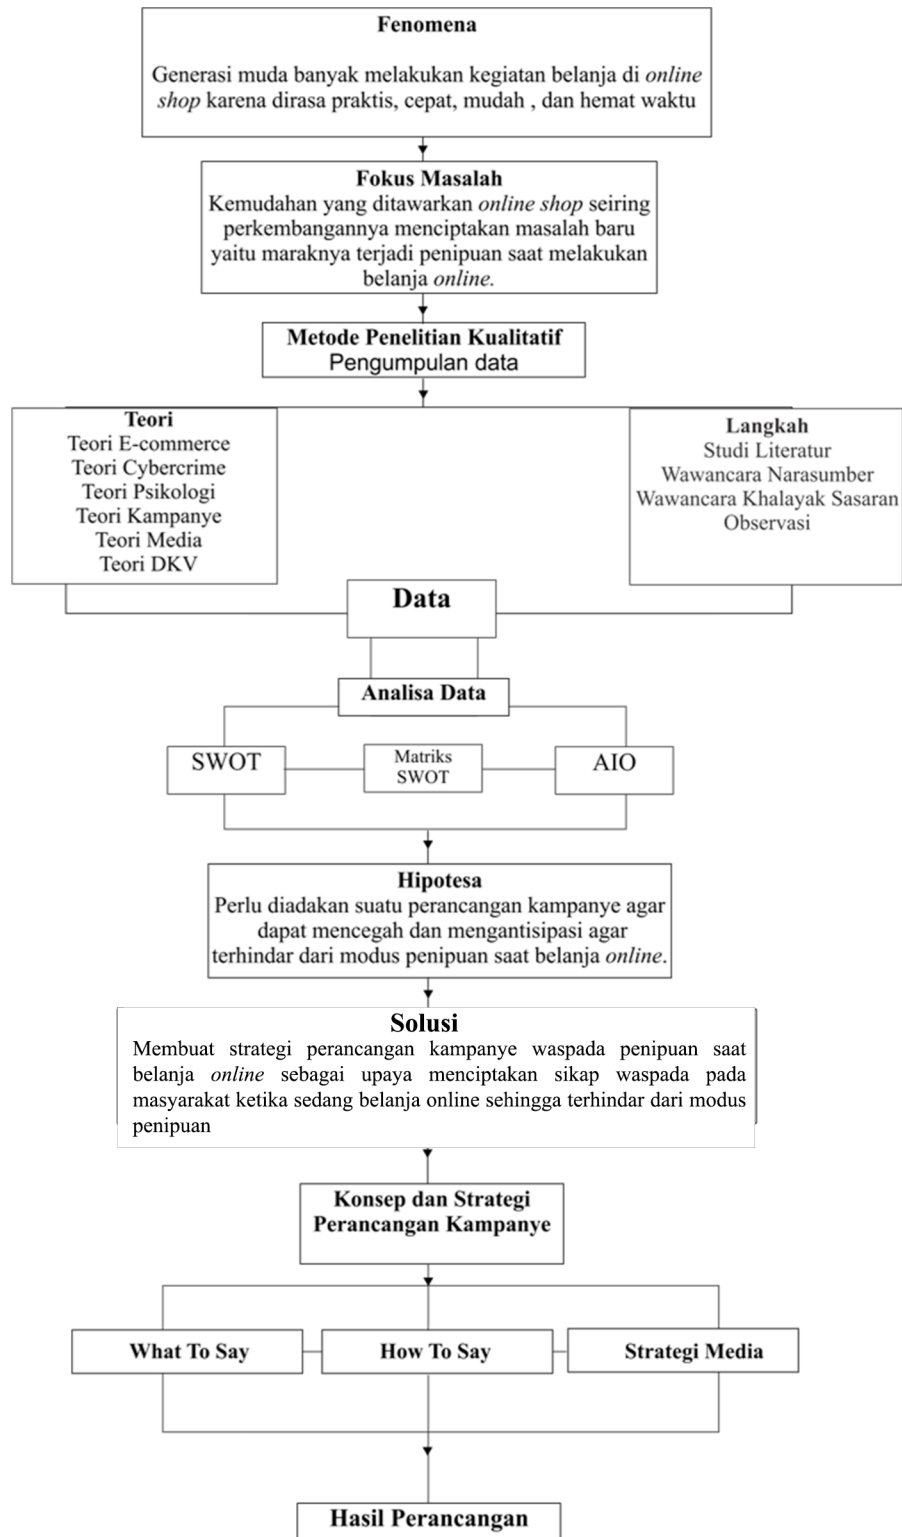 Fenomena
Generasi muda banyak melakukan kegiatan belanja di online
shop karena dirasa praktis, cepat, mudah , dan hemat waktu
Fokus Masalah
Kemudahan yang ditawarkan online shop seiring
perkembangannya menciptakan masalah baru
yaitu maraknya terjadi penipuan saat melakukan
belanja online.
Metode Penelitian Kualitatif
Pengumpulan data
Teori
Teori E-commerce
Teori Cybercrime
Teori Psikologi
Teori Kampanye
Teori Media
Teori DKV
Langkah
Studi Literatur
Wawancara Narasumber
Wawancara Khalayak Sasaran
Observasi
Data
Analisa Data
SWOT
Matriks
SWOT
AIO
Hipotesa
Perlu diadakan suatu perancangan kampanye agar
dapat mencegah dan mengantisipasi agar
terhindar dari modus penipuan saat belanja online.
Solusi
Membuat strategi perancangan kampanye waspada penipuan saat
belanja online sebagai upaya menciptakan sikap waspada pada
masyarakat ketika sedang belanja online sehingga terhindar dari modus
penipuan
Konsep dan Strategi
Perancangan Kampanye
What To Say
How To Say
Strategi Media
Hasil Perancangan